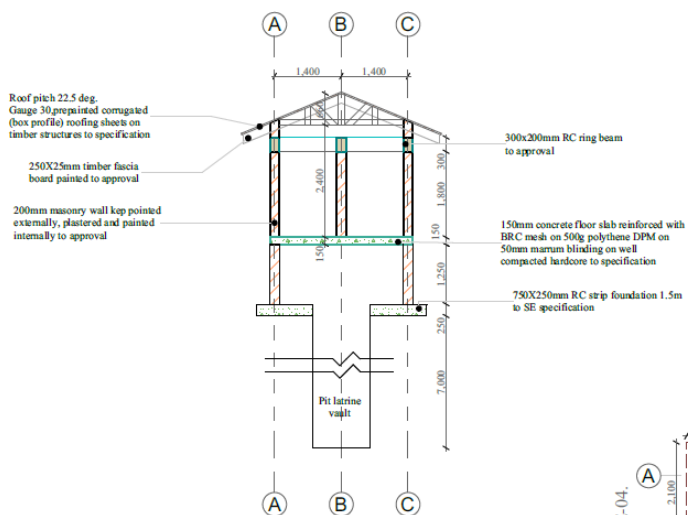 A
B
C
1,400
1,400
Roof pitch 22.5 deg.
Gauge 30,prepainted corrugated
(box profile) roofing sheets on
timber structures to specification
250X25mm timber fascia
board painted to approval
200mm masonry wall kep pointed
externally, plastered and painted
internally to approval
2,400
150
300x200mm RC ring beam
to approval
300
1,800
150
1,250
250
7,000
150mm concrete floor slab reinforced with
BRC mesh on 500g polythene DPM on
50mm marrum blinding on well
compacted hardcore to specification
750X250mm RC strip foundation 1.5m
to SE specification
Pit latrine
vault
A
B
C
A
2,100
04.